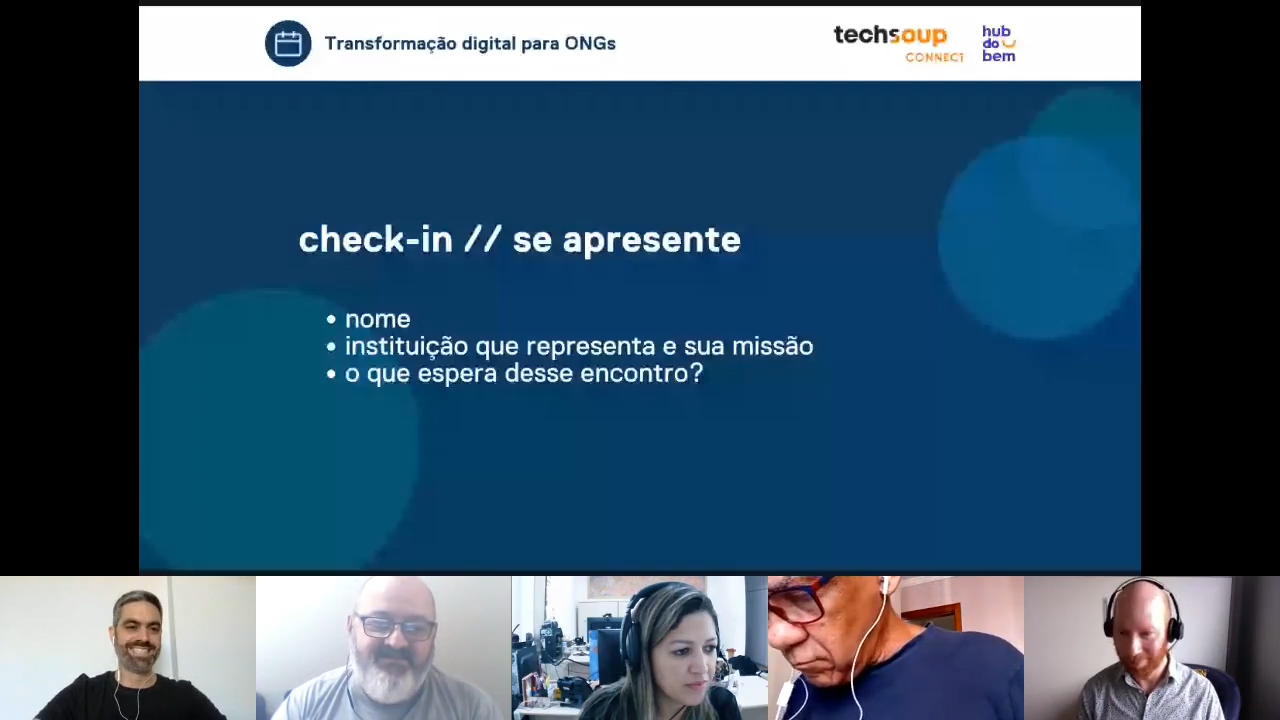 Transformação digital para ONGs
techsoup
CONNECT
hub
do
bem
check-in // se apresente
• nome
• instituição que representa e sua missão
• o que espera desse encontro?